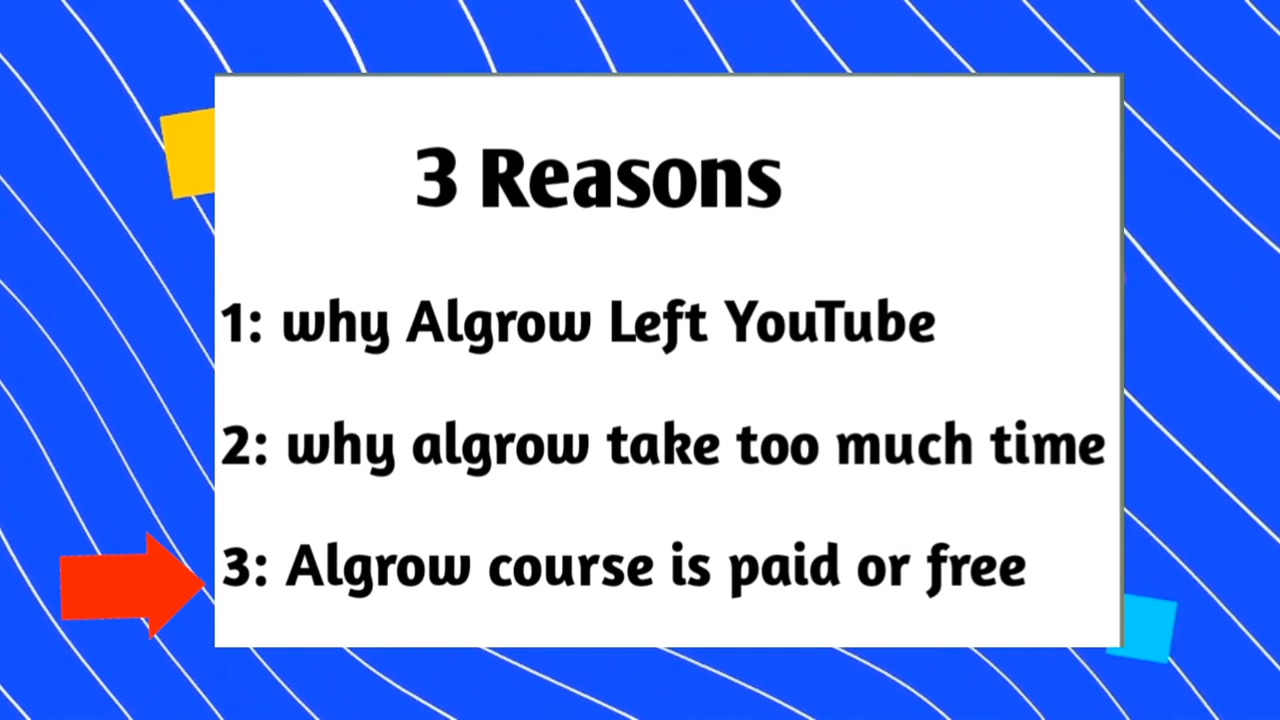 3 Reasons
1: why Algrow Left YouTube
2: why algrow take too much time
3: Algrow course is paid or free